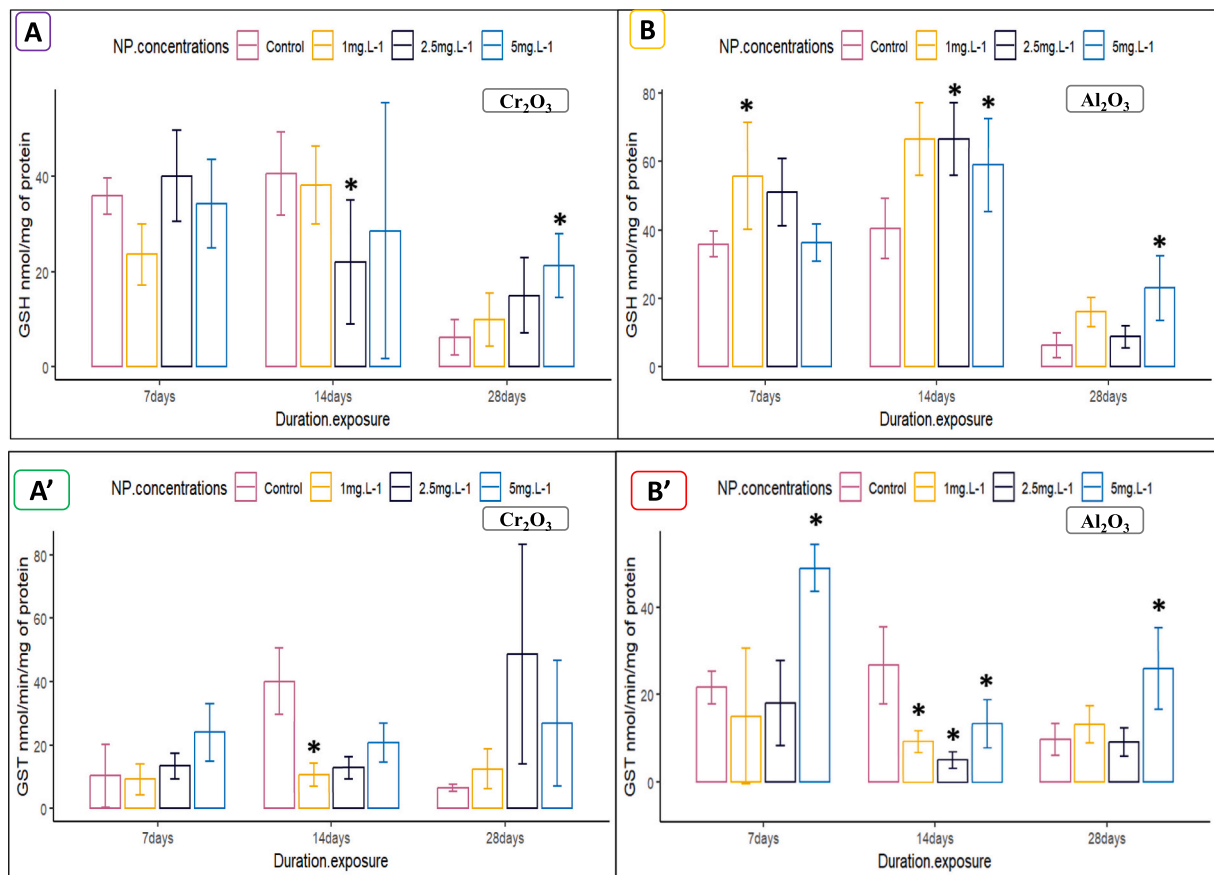 A
NP.concentrations Control 1mg.L-1 2.5mg.L-1 5mg.L-1
Cr₂O₃
GSH nmol/mg of protein
40
20
0
*
*
7days 14days 28days
Duration.exposure
B
NP.concentrations Control 1mg.L-1 2.5mg.L-1 5mg.L-1
Al₂O₃
GSH nmol/mg of protein
80
60
40
20
0
*
*
*
*
7days 14days 28days
Duration.exposure
A′
NP.concentrations Control 1mg.L-1 2.5mg.L-1 5mg.L-1
Cr₂O₃
GST nmol/min/mg of protein
80
60
40
20
0
*
7days 14days 28days
Duration.exposure
B′
NP.concentrations Control 1mg.L-1 2.5mg.L-1 5mg.L-1
Al₂O₃
GST nmol/min/mg of protein
40
20
0
*
*
*
*
*
7days 14days 28days
Duration.exposure